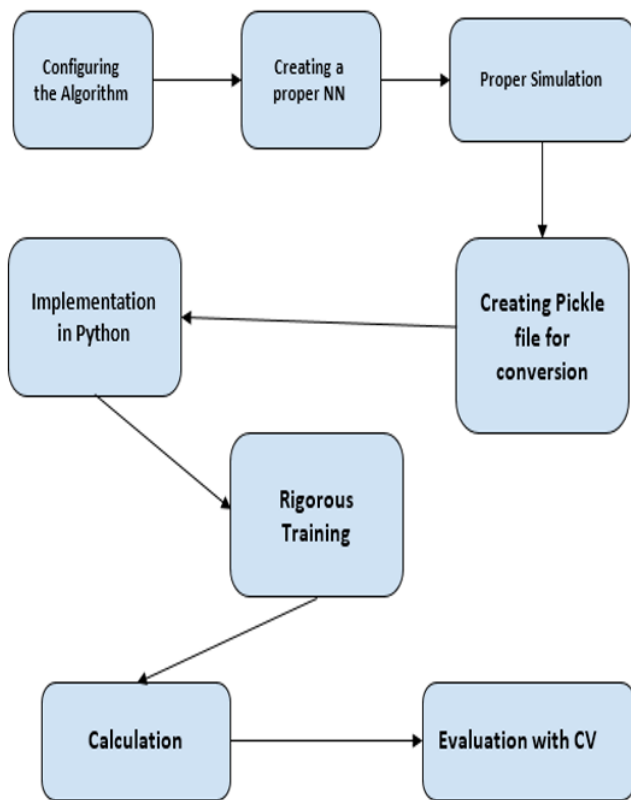 Configuring
the Algorithm
Creating a
proper NN
Proper Simulation
Creating Pickle
file for
conversion
Implementation
in Python
Rigorous
Training
Calculation
Evaluation with CV